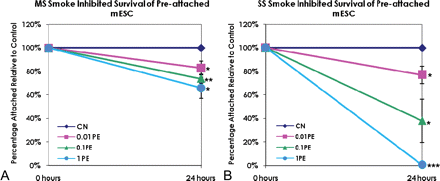 MS Smoke Inhibited Survival of Pre-attached
mESC
Percentage Attached Relative to Control
120%
100%
80%
60%
40%
20%
0%
*
**
*
CN
0.01PE
0.1PE
1PE
0 hours
24 hours
A
SS Smoke Inhibited Survival of Pre-attached
mESC
Percentage Attached Relative to Control
120%
100%
80%
60%
40%
20%
0%
*
*
***
CN
0.01PE
0.1PE
1PE
0 hours
24 hours
B